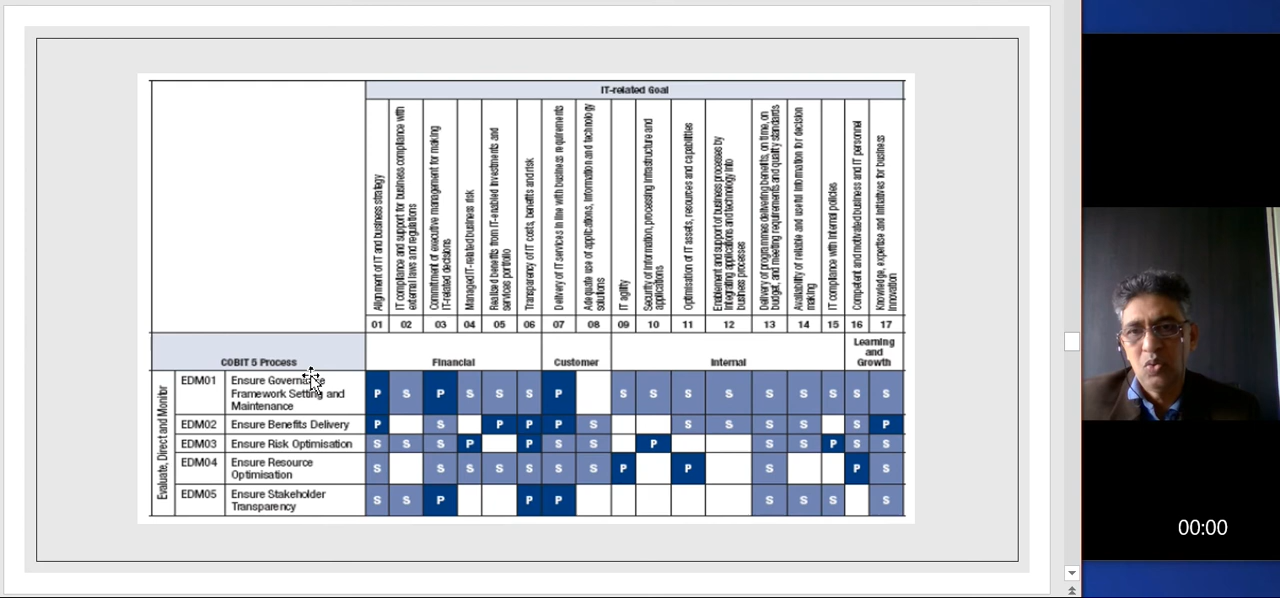 IT-related Goal
Alignment of IT and business strategy
IT compliance and support for business compliance with
external laws and regulations
Commitment of executive management for making
IT-related decisions
Managed IT-related business risk
Realised benefits from IT-enabled investments and
services portfolio
Transparency of IT costs, benefits and risk
Delivery of IT services in line with business requirements
Adequate use of applications, information and technology
solutions
IT agility
Security of information, processing infrastructure and
applications
Optimisation of IT assets, resources and capabilities
Enablement and support of business processes by
integrating applications and technology into
business processes
Delivery of programmes delivering benefits, on time, on
budget, and meeting requirements and quality standards
Availability of reliable and useful information for decision
making
IT compliance with internal policies
Competent and motivated business and IT personnel
Knowledge, expertise and initiatives for business
innovation
01 02 03 04 05 06 07 08 09 10 11 12 13 14 15 16 17
COBIT 5 Process
Financial
Customer
Internal
Learning
and
Growth
Evaluate, Direct and Monitor
EDM01
Ensure Governance
Framework Setting and
Maintenance
P S P S S S P S S S S S S S S S
EDM02 Ensure Benefits Delivery P S P P P S S S S S S P
EDM03 Ensure Risk Optimisation S S S P P S S P S S P S S
EDM04
Ensure Resource
Optimisation
S S S S S S S P P S P S
EDM05
Ensure Stakeholder
Transparency
S S P P P S S S S
00:00